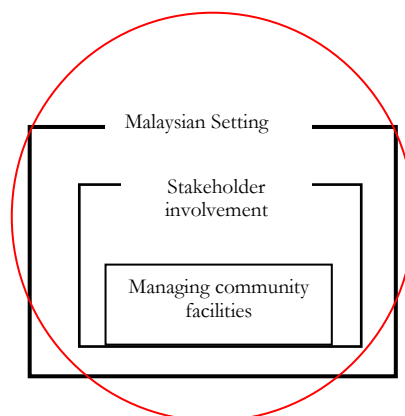 Malaysian Setting
Stakeholder
involvement
Managing community
facilities